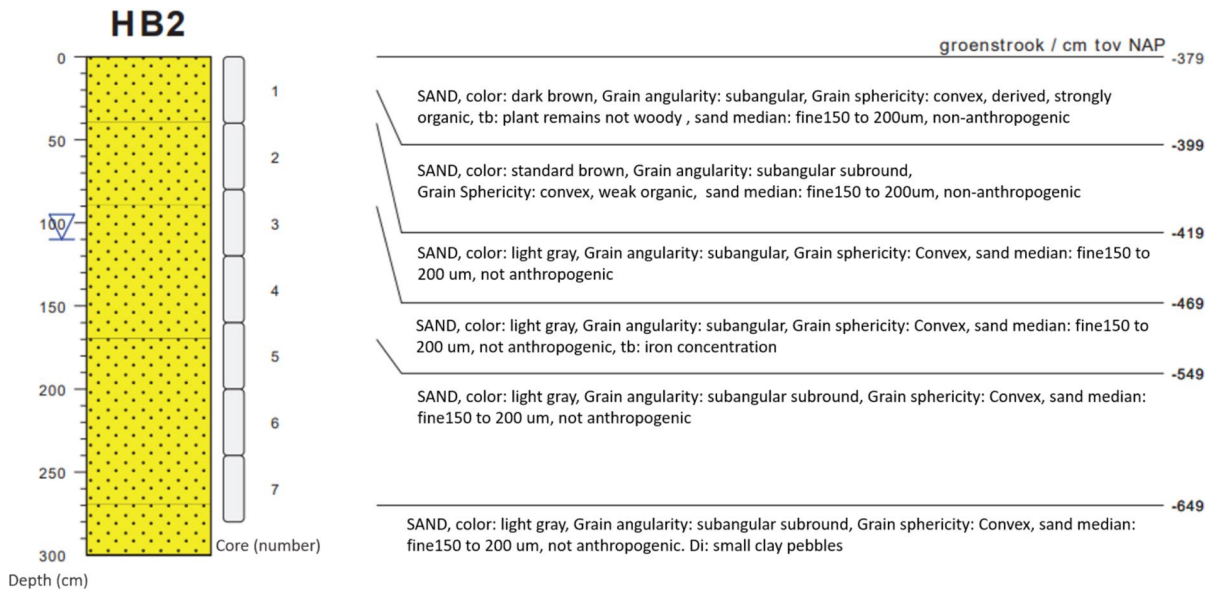 HB2
groenstrook / cm tov NAP
0
-379
SAND, color: dark brown, Grain angularity: subangular, Grain sphericity: convex, derived, strongly
organic, tb: plant remains not woody , sand median: fine150 to 200um, non-anthropogenic
1
50
-399
2
SAND, color: standard brown, Grain angularity: subangular subround,
Grain Sphericity: convex, weak organic, sand median: fine150 to 200um, non-anthropogenic
100
3
-419
SAND, color: light gray, Grain angularity: subangular, Grain sphericity: Convex, sand median: fine150 to
200 um, not anthropogenic
4
150
-469
SAND, color: light gray, Grain angularity: subangular, Grain sphericity: Convex, sand median: fine150 to
200 um, not anthropogenic, tb: iron concentration
5
-549
200
SAND, color: light gray, Grain angularity: subangular subround, Grain sphericity: Convex, sand median:
fine150 to 200 um, not anthropogenic
6
250
7
-649
SAND, color: light gray, Grain angularity: subangular subround, Grain sphericity: Convex, sand median:
fine150 to 200 um, not anthropogenic. Di: small clay pebbles
300
Core (number)
Depth (cm)